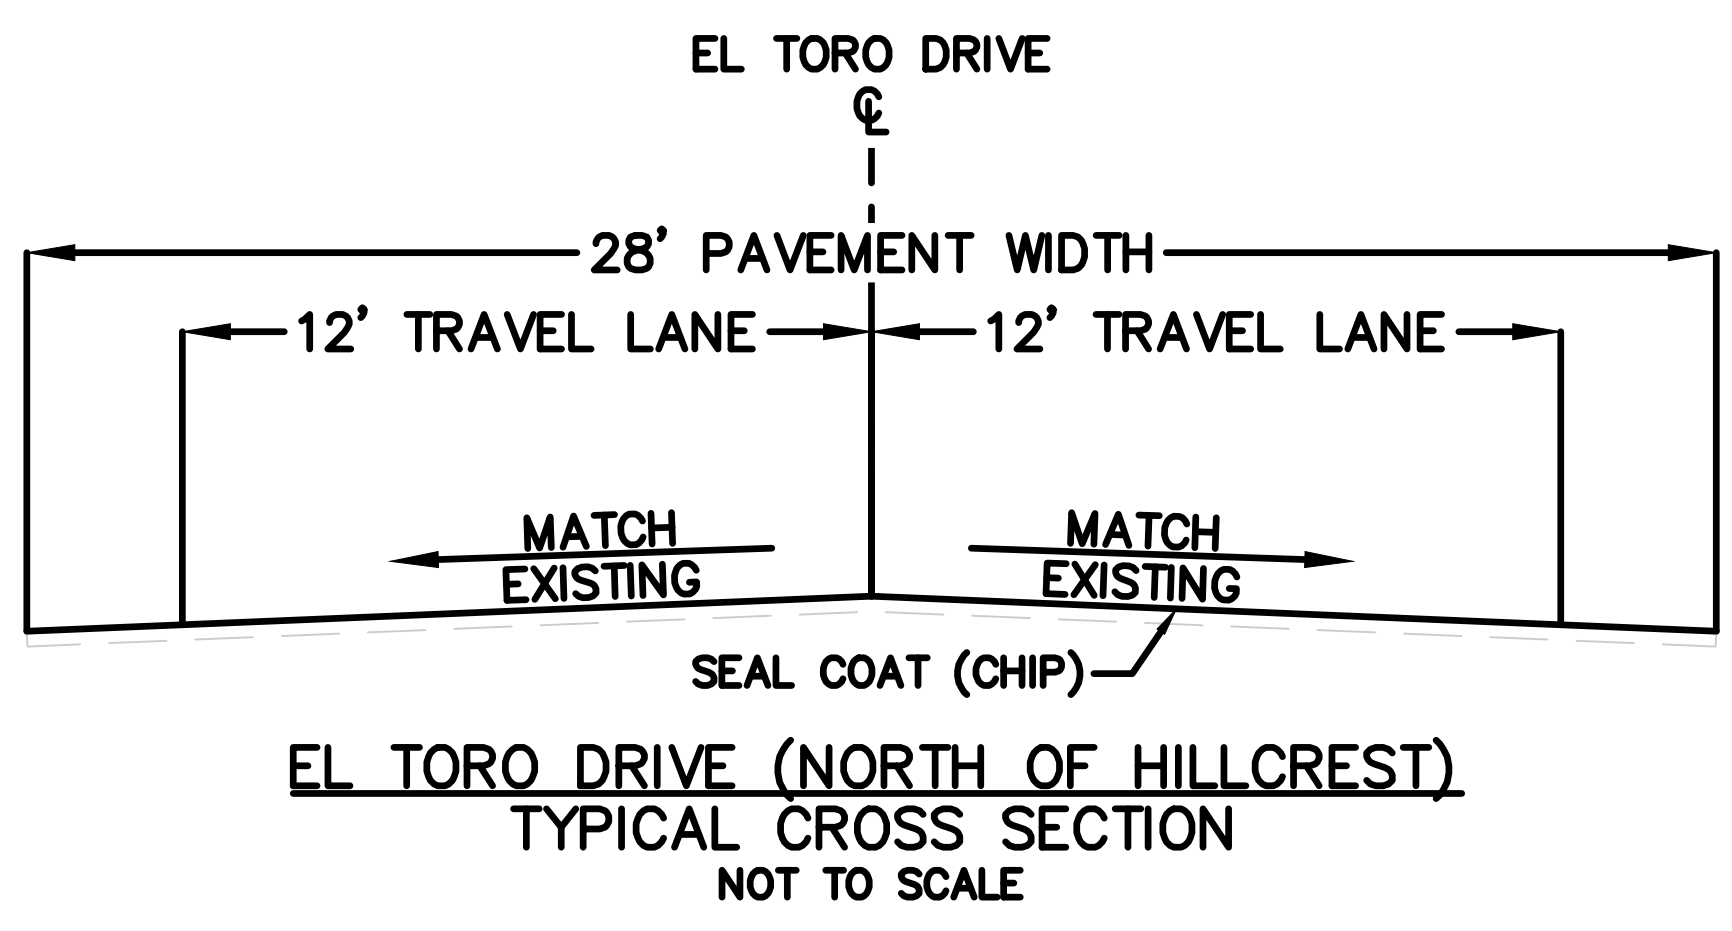 EL TORO DRIVE
℄
28' PAVEMENT WIDTH
12' TRAVEL LANE 12' TRAVEL LANE
MATCH EXISTING
MATCH EXISTING
SEAL COAT (CHIP)
EL TORO DRIVE (NORTH OF HILLCREST)
TYPICAL CROSS SECTION
NOT TO SCALE